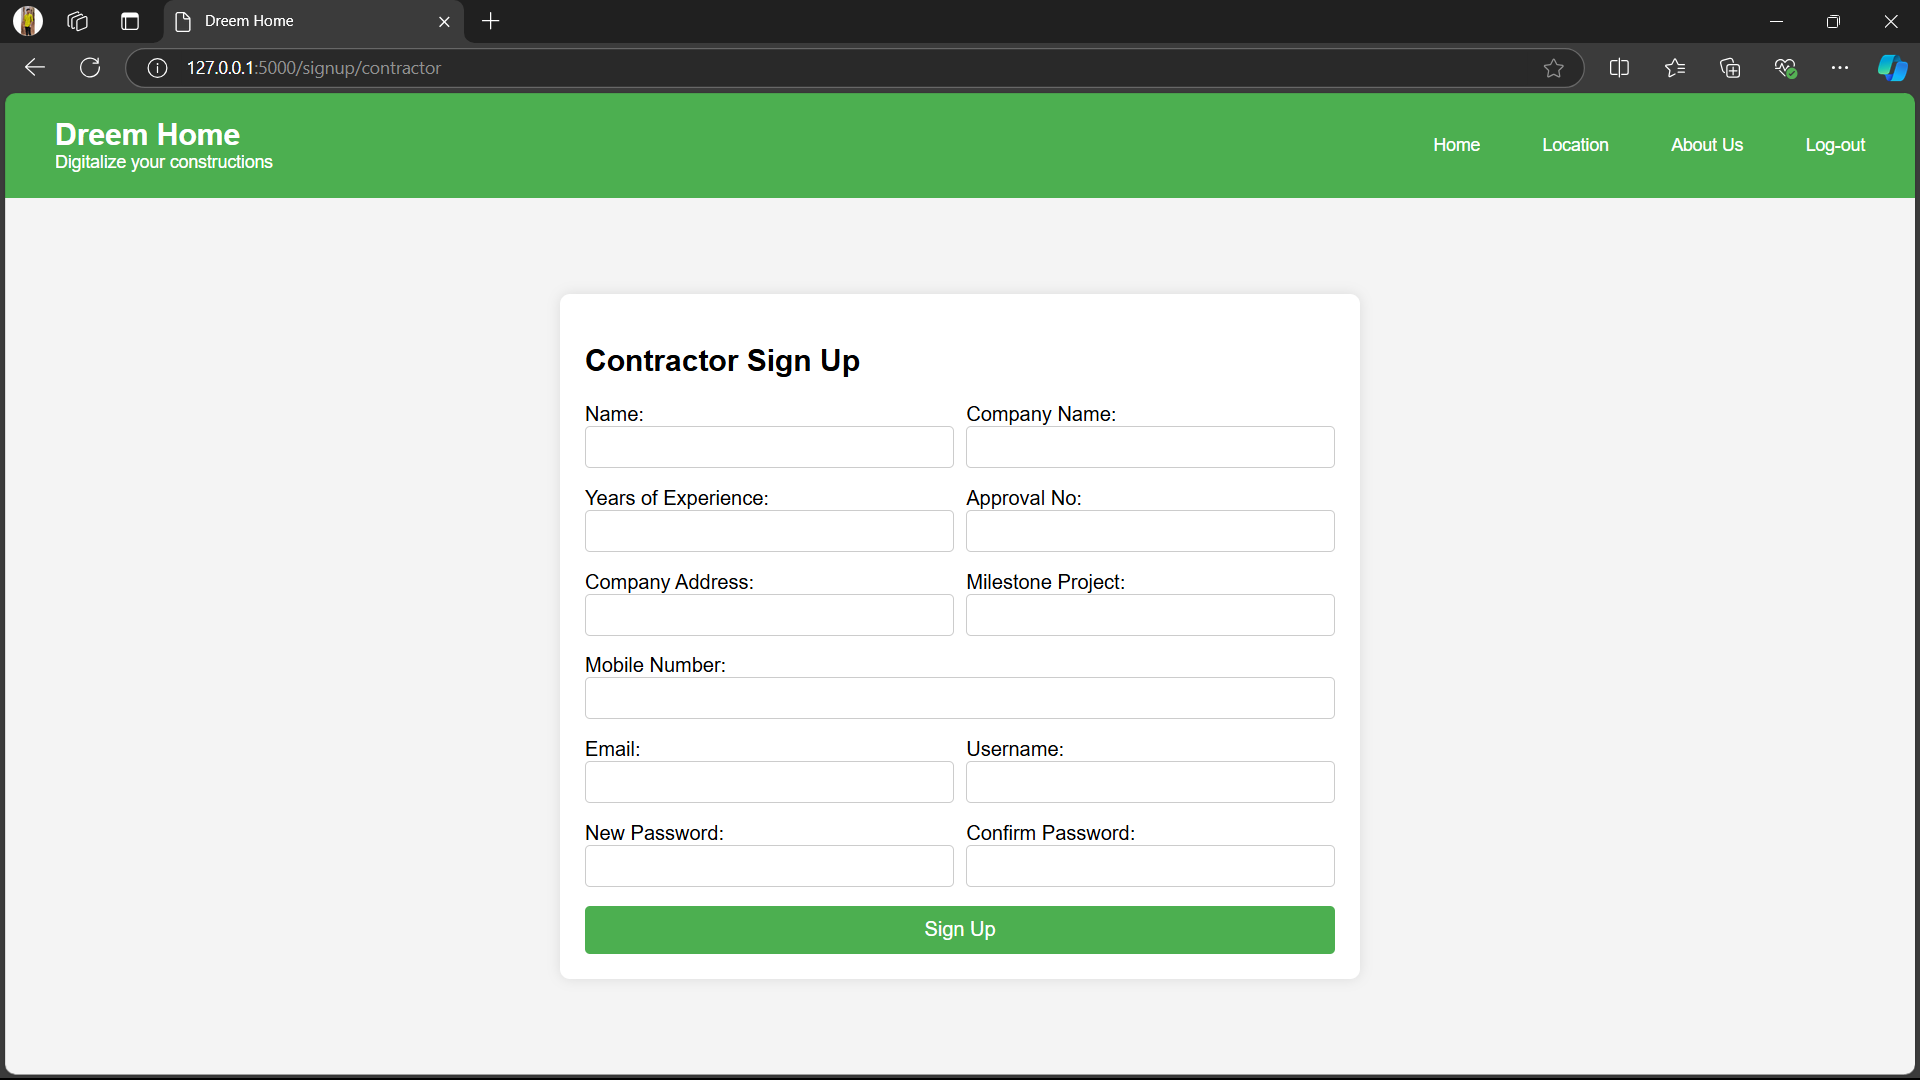 Dreem Home
127.0.0.1:5000/signup/contractor
Dreem Home
Digitalize your constructions
Home Location About Us Log-out
Contractor Sign Up
Name: Company Name:
Years of Experience: Approval No:
Company Address: Milestone Project:
Mobile Number:
Email: Username:
New Password: Confirm Password:
Sign Up